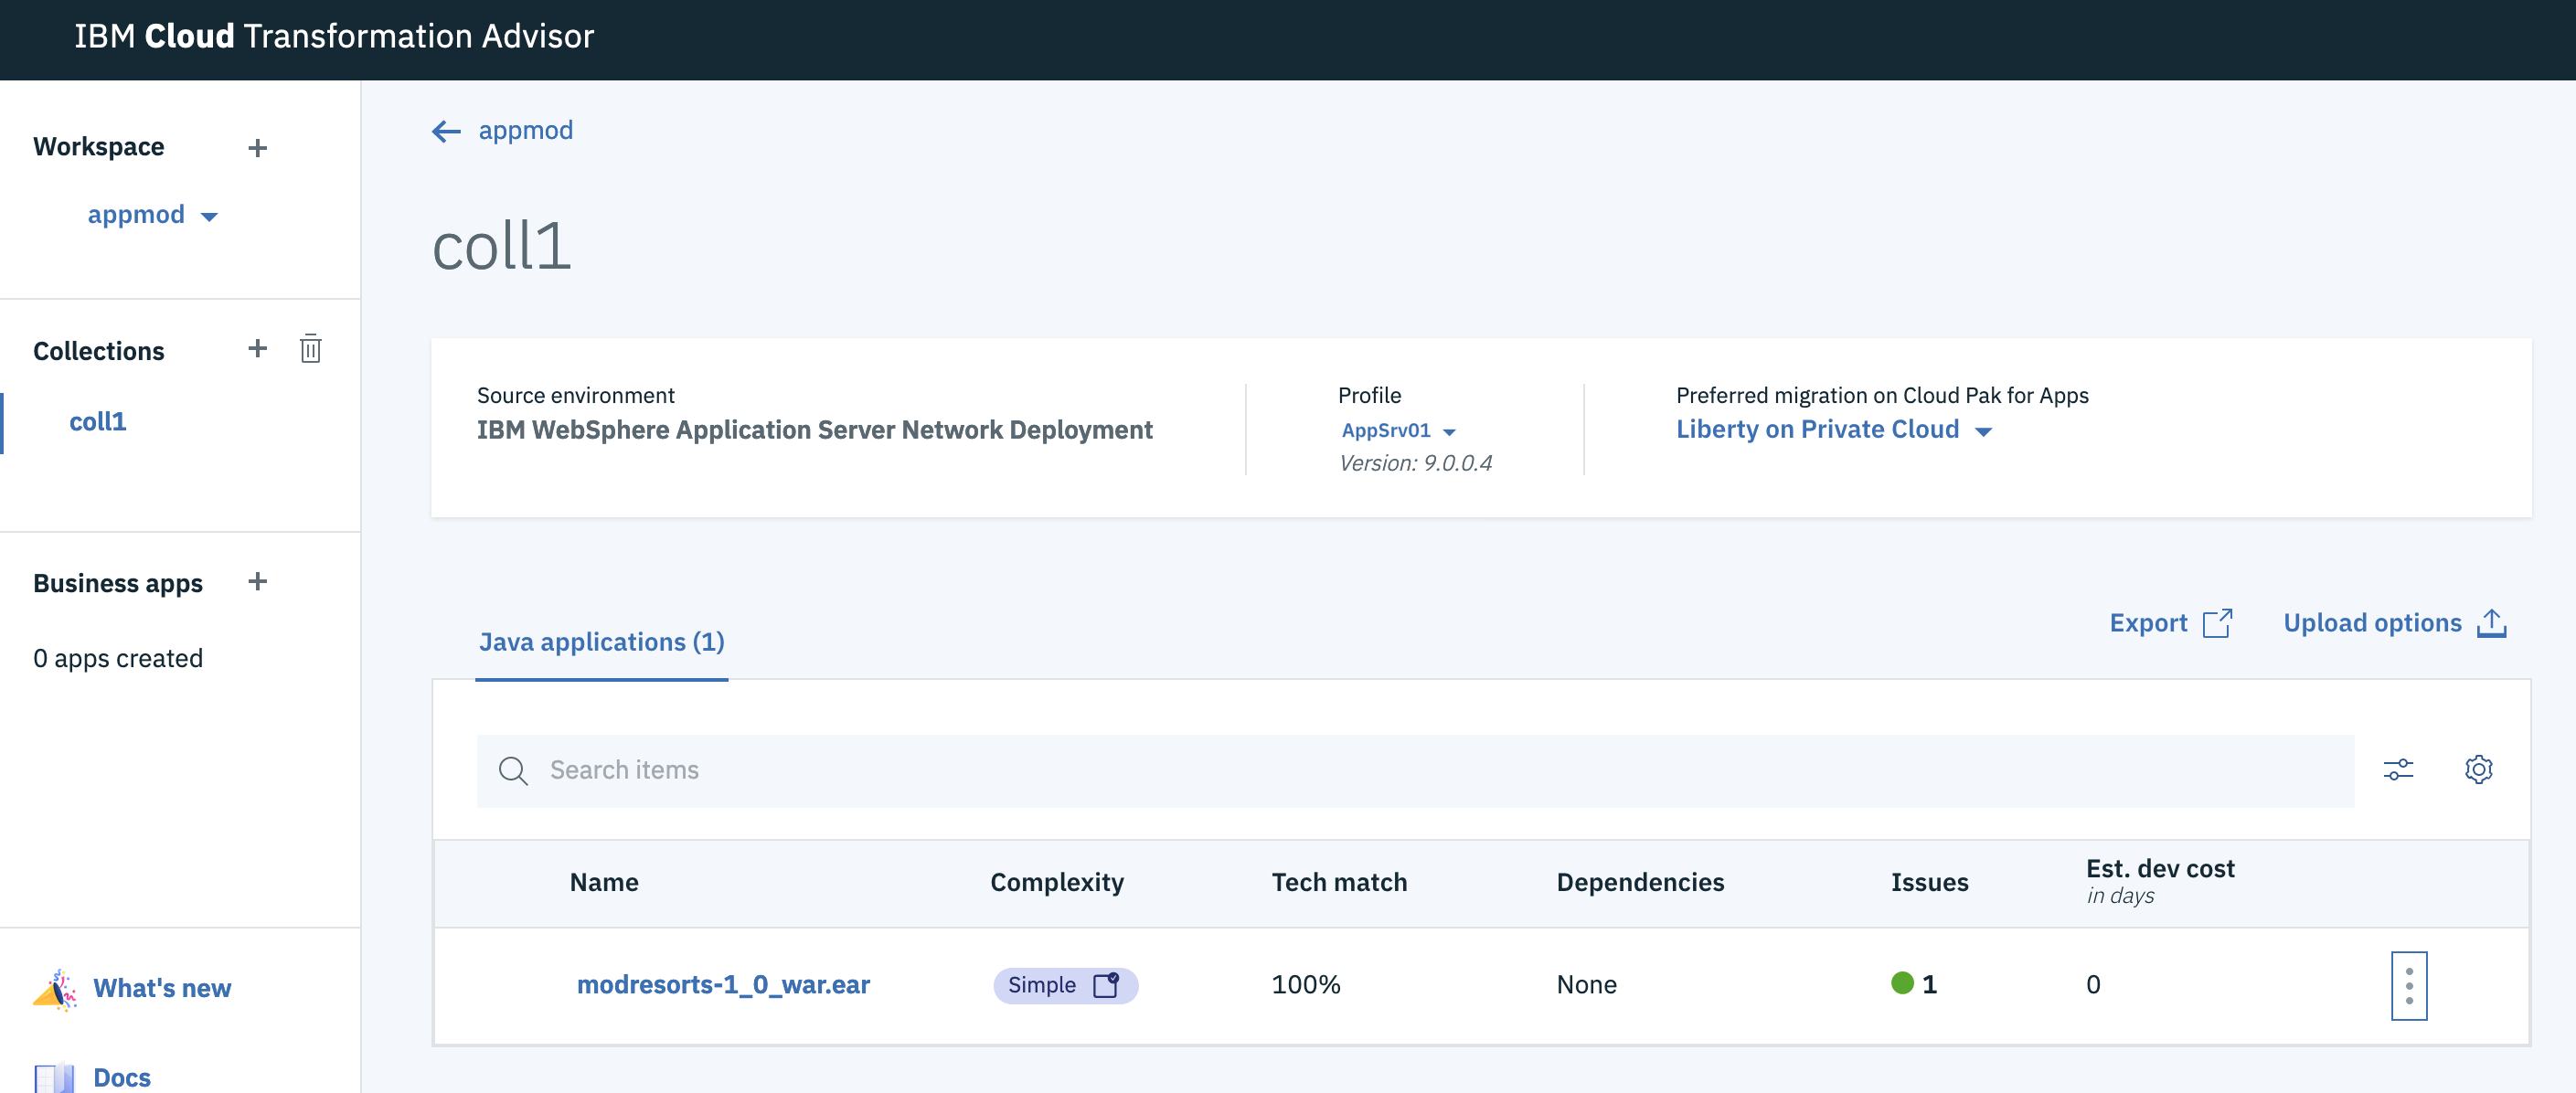 IBM Cloud Transformation Advisor
Workspace
appmod
Collections
coll1
Business apps
0 apps created
What's new
Docs
appmod
coll1
Source environment
IBM WebSphere Application Server Network Deployment
Profile
AppSrv01
Version: 9.0.0.4
Preferred migration on Cloud Pak for Apps
Liberty on Private Cloud
Java applications (1)
Export
Upload options
Search items
Name Complexity Tech match Dependencies Issues Est. dev cost
in days
modresorts-1_0_war.ear Simple 100% None 1 0